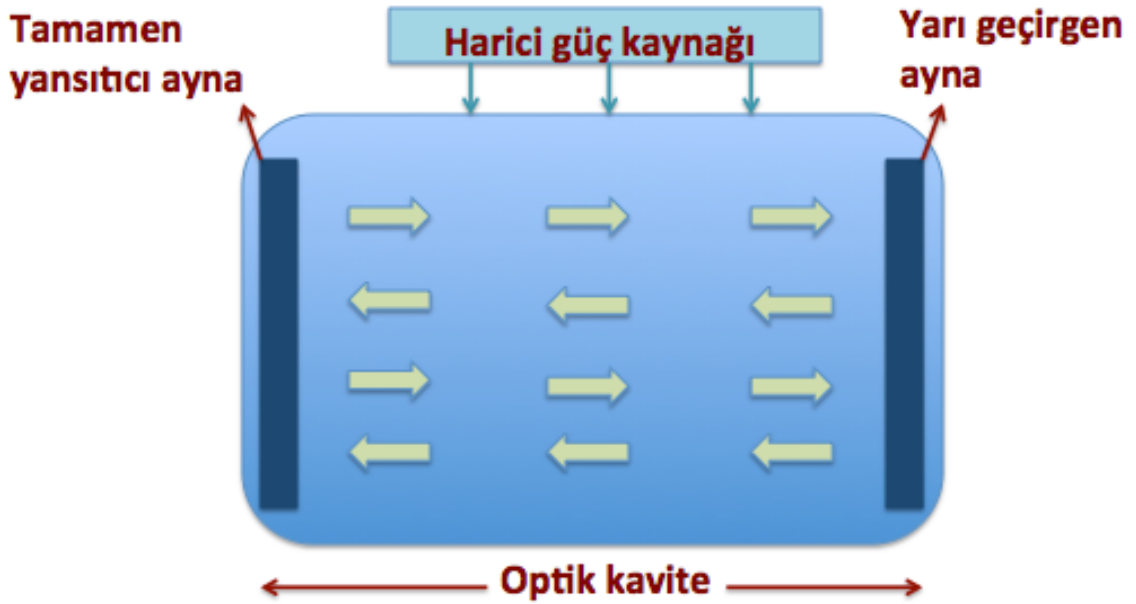 Tamamen
yansıtıcı ayna
Harici güç kaynağı
Yarı geçirgen
ayna
Optik kavite